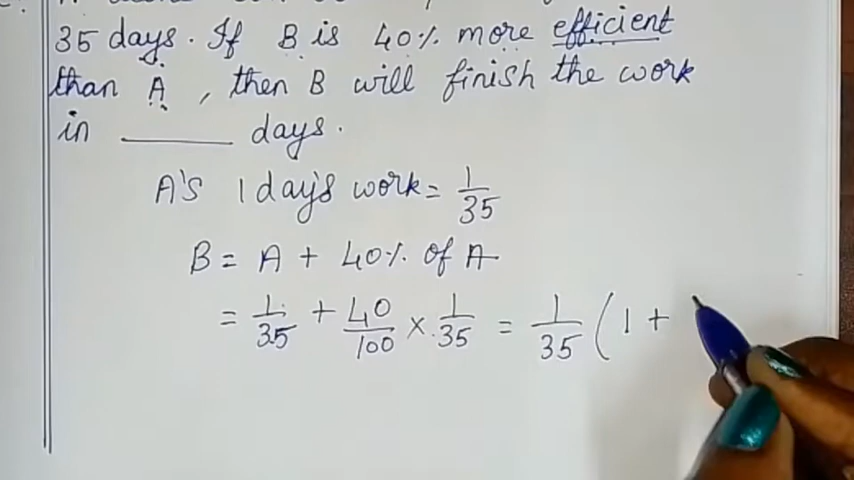 35 days. If B is 40% more efficient
than A, then B will finish the work
in ______ days.
A's 1 day's work = 1/35
B = A + 40% of A
= 1/35 + 40/100 × 1/35 = 1/35 ( 1 +